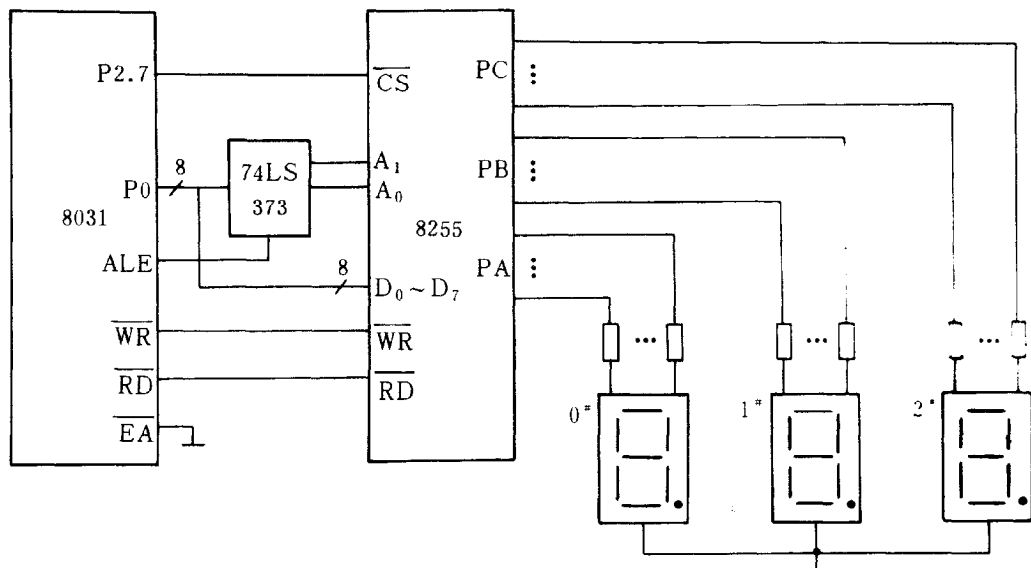 P2.7
P0
8
8031
ALE
WR
RD
EA
74LS
373
8
CS
A₁
A₀
8255
D₀~D₇
WR
RD
PC
PB
PA
0#
1#
2